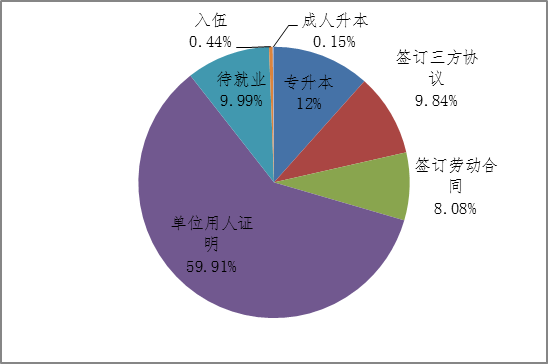 入伍
0.44%
成人升本
0.15%
签订三方协
议
9.84%
待就业
9.99%
专升本
12%
签订劳动合
同
8.08%
单位用人证
明
59.91%